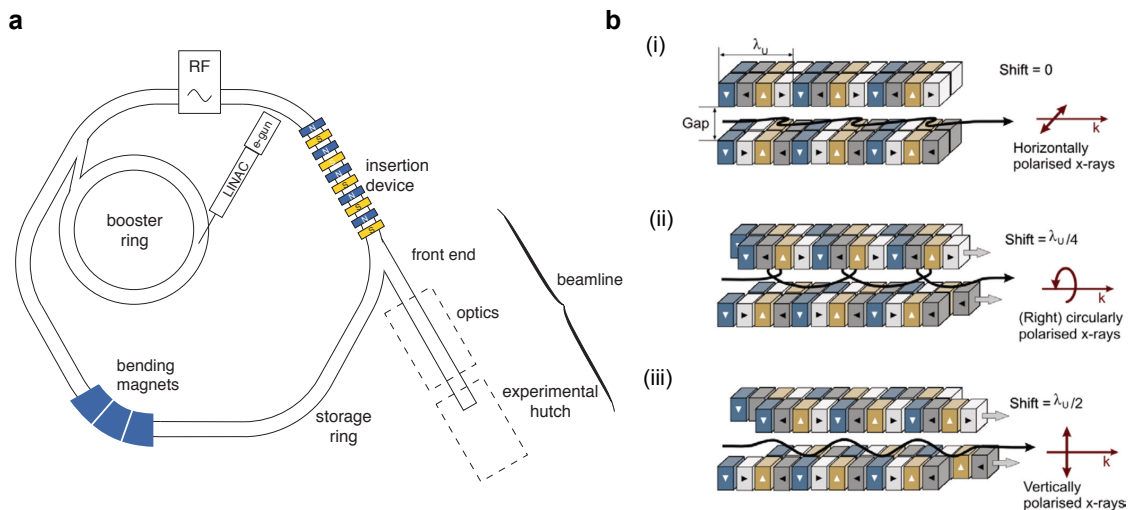 a
RF
e-gun
LINAC
N
S
N
S
N
S
N
S
N
S
insertion
device
booster
ring
front end
beamline
optics
bending
magnets
experimental
hutch
storage
ring
b
(i)
λU
Shift = 0
Gap
k
Horizontally
polarised x-rays
(ii)
Shift = λU/4
k
(Right) circularly
polarised x-rays
(iii)
Shift = λU/2
k
Vertically
polarised x-rays